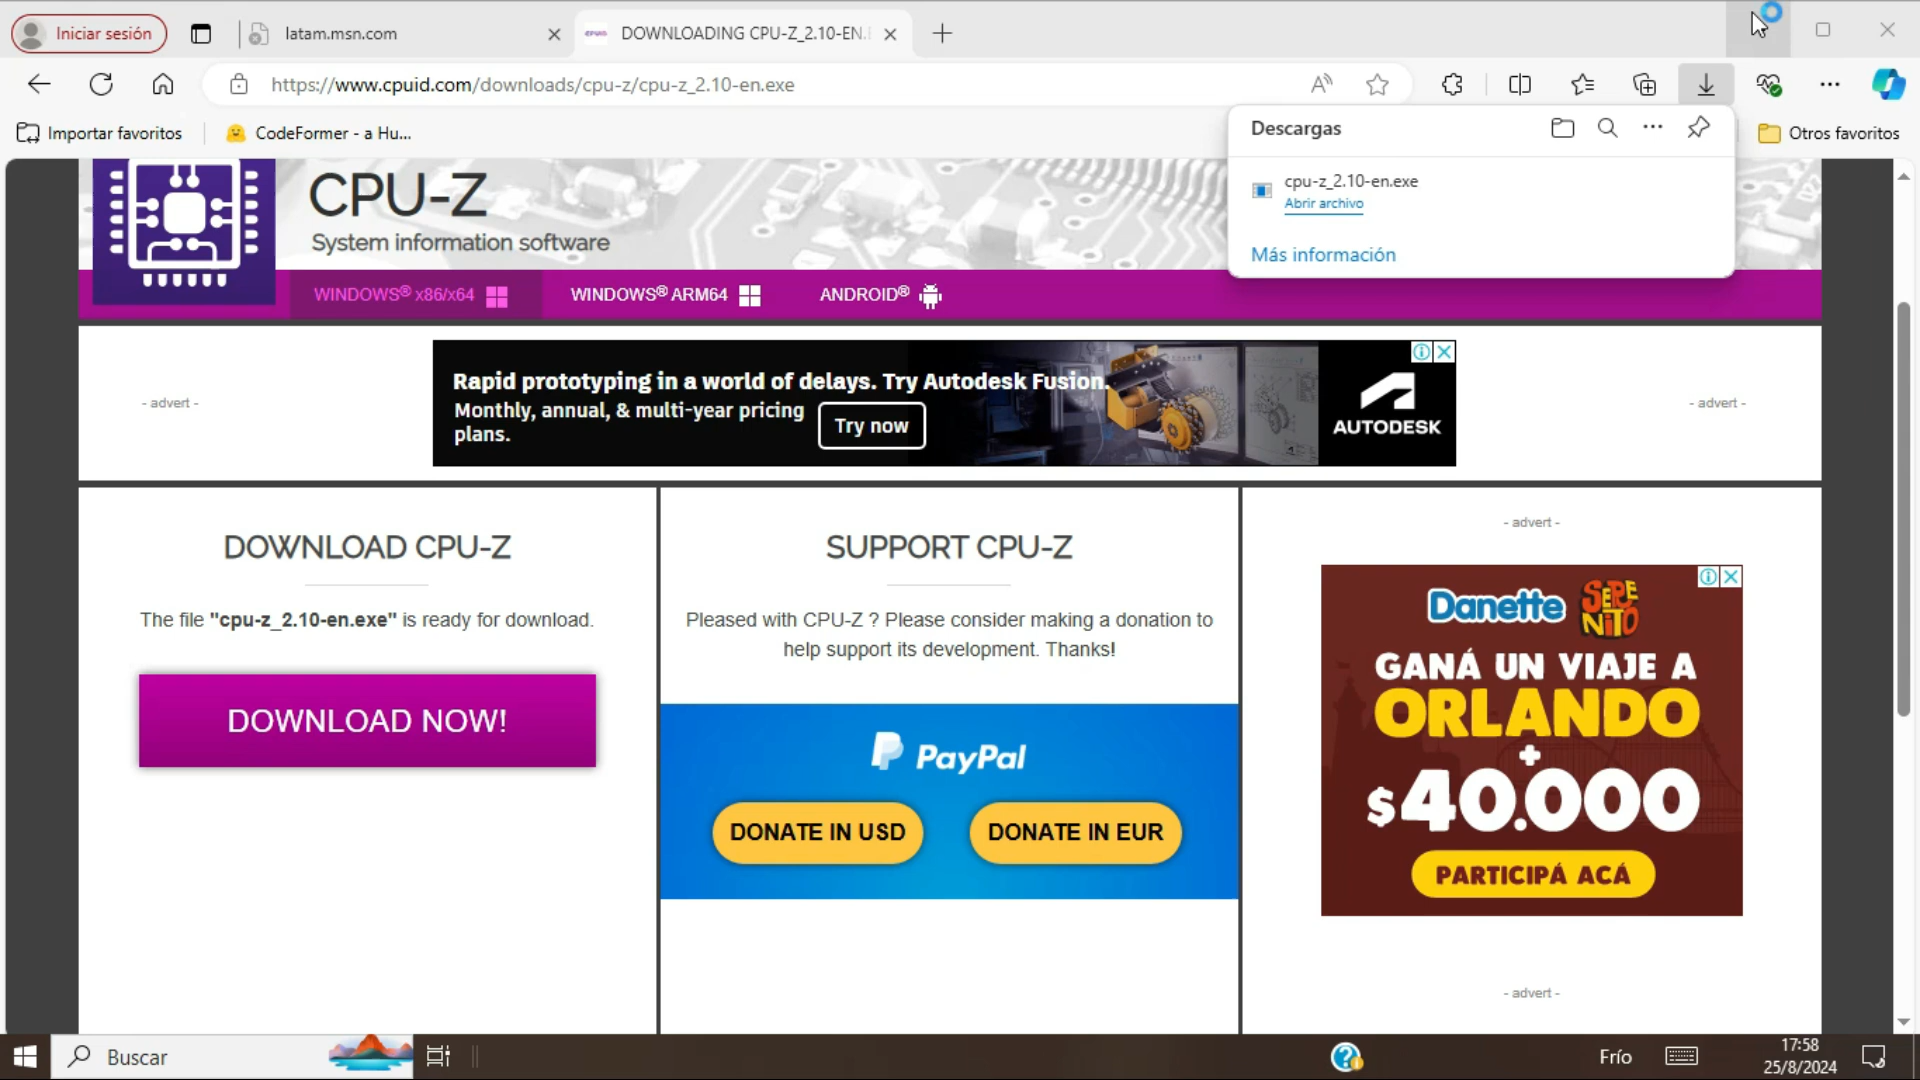 Iniciar sesión
latam.msn.com
DOWNLOADING CPU-Z_2.10-EN.
https://www.cpuid.com/downloads/cpu-z/cpu-z_2.10-en.exe
Importar favoritos
CodeFormer - a Hu...
Otros favoritos
Descargas
cpu-z_2.10-en.exe
Abrir archivo
Más información
CPU-Z
System information software
WINDOWS® x86/x64
WINDOWS® ARM64
ANDROID®
- advert -
Rapid prototyping in a world of delays. Try Autodesk Fusion.
Monthly, annual, & multi-year pricing
plans.
Try now
AUTODESK
- advert -
DOWNLOAD CPU-Z
The file "cpu-z_2.10-en.exe" is ready for download.
DOWNLOAD NOW!
SUPPORT CPU-Z
Pleased with CPU-Z ? Please consider making a donation to
help support its development. Thanks!
PayPal
DONATE IN USD
DONATE IN EUR
- advert -
Danette
SERENITO
GANÁ UN VIAJE A
ORLANDO
+
$40.000
PARTICIPÁ ACÁ
- advert -
Buscar
Frío
17:58
25/8/2024